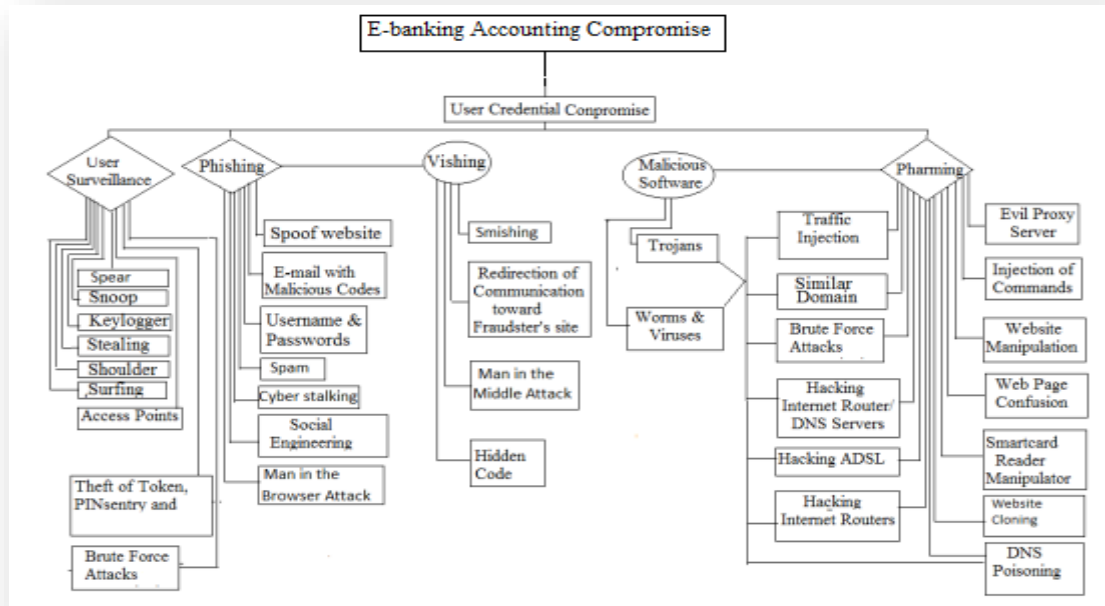 E-banking Accounting Compromise
User Credential Conpromise
User
Surveillance
Phishing
Vishing
Malicious
Software
Pharming
Spear
Snoop
Keylogger
Stealing
Shoulder
Surfing
Access Points
Theft of Token,
PINsentry and
Brute Force
Attacks
Spoof website
E-mail with
Malicious Codes
Username &
Passwords
Spam
Cyber stalking
Social
Engineering
Man in the
Browser Attack
Smishing
Redirection of
Communication
toward
Fraudster's site
Man in the
Middle Attack
Hidden
Code
Trojans
Worms &
Viruses
Traffic
Injection
Similar
Domain
Brute Force
Attacks
Hacking
Internet Router/
DNS Servers
Hacking ADSL
Hacking
Internet Routers
Evil Proxy
Server
Injection of
Commands
Website
Manipulation
Web Page
Confusion
Smartcard
Reader
Manipulator
Website
Cloning
DNS
Poisoning